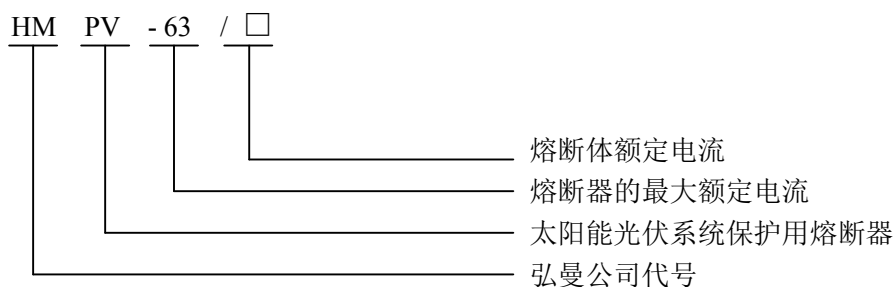 HM PV - 63 / □
熔断体额定电流
熔断器的最大额定电流
太阳能光伏系统保护用熔断器
弘曼公司代号